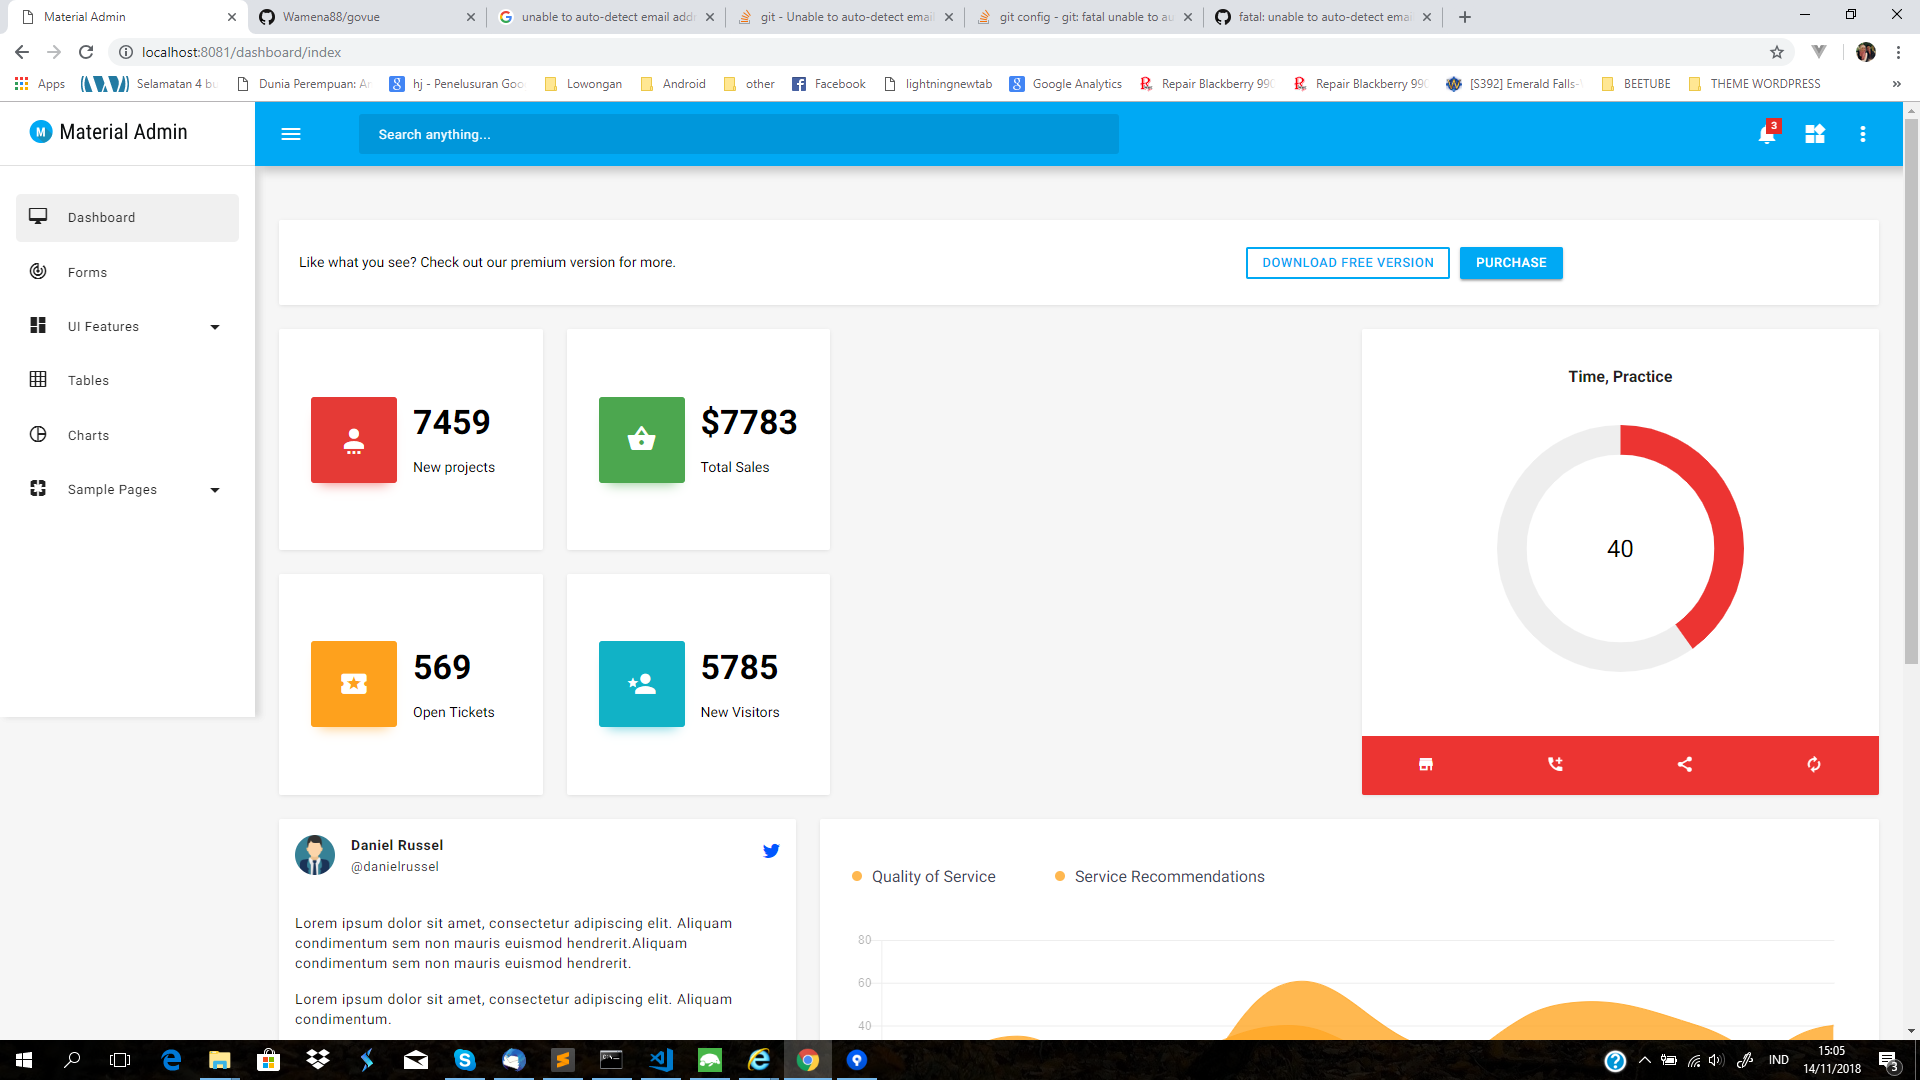 Material Admin
Wamena88/govue
unable to auto-detect email add
git - Unable to auto-detect email
git config - git: fatal unable to au
fatal: unable to auto-detect emai
localhost:8081/dashboard/index
Apps
Selamatan 4 bu
Dunia Perempuan: A
hj - Penelusuran Goo
Lowongan
Android
other
Facebook
lightningnewtab
Google Analytics
Repair Blackberry 990
Repair Blackberry 990
[S392] Emerald Falls-
BEETUBE
THEME WORDPRESS
»
M Material Admin
Search anything...
3
Dashboard
Forms
UI Features
Tables
Charts
Sample Pages
Like what you see? Check out our premium version for more.
DOWNLOAD FREE VERSION
PURCHASE
7459
New projects
$7783
Total Sales
569
Open Tickets
5785
New Visitors
Time, Practice
40
Daniel Russel
@danielrussel
Lorem ipsum dolor sit amet, consectetur adipiscing elit. Aliquam
condimentum sem non mauris euismod hendrerit.Aliquam
condimentum sem non mauris euismod hendrerit.
Lorem ipsum dolor sit amet, consectetur adipiscing elit. Aliquam
condimentum.
Quality of Service
Service Recommendations
80
60
40
IND
15:05
14/11/2018
3